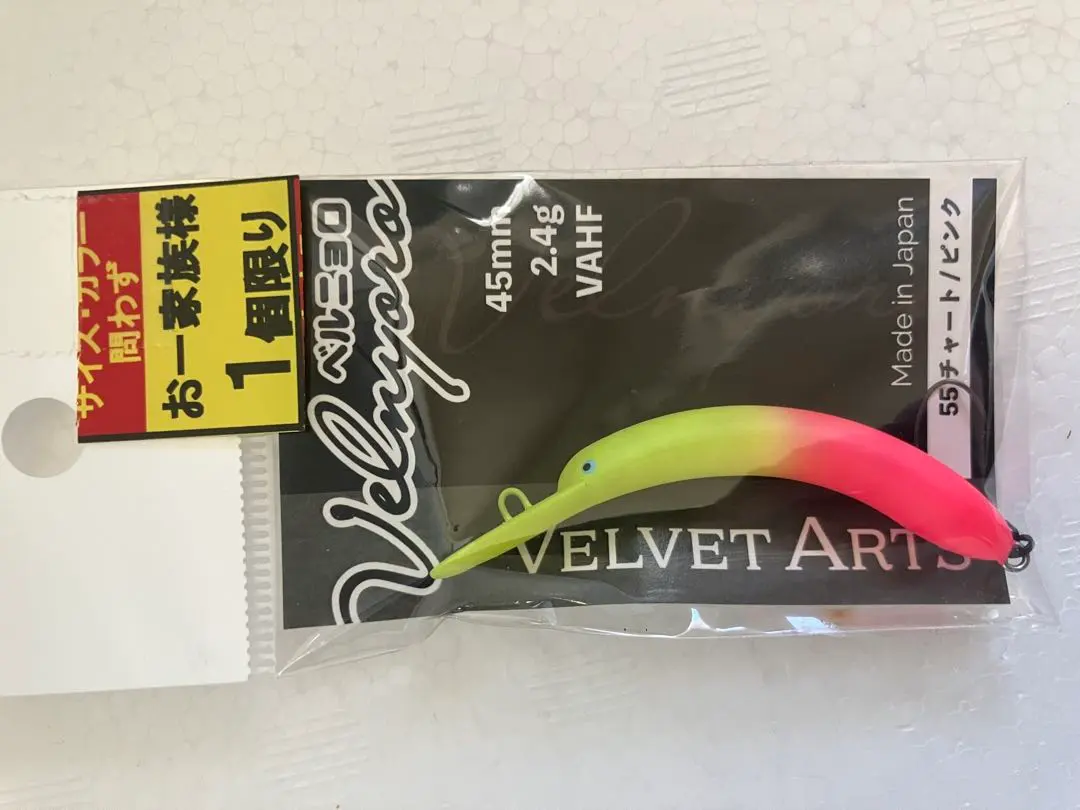 サイズ・カラー
問わず
お一家族様
1個限り
ベルニョロ
Velnyoro
45mm
2.4g
VAHF
Made in Japan
55チャート/ピンク
VELVET ARTS